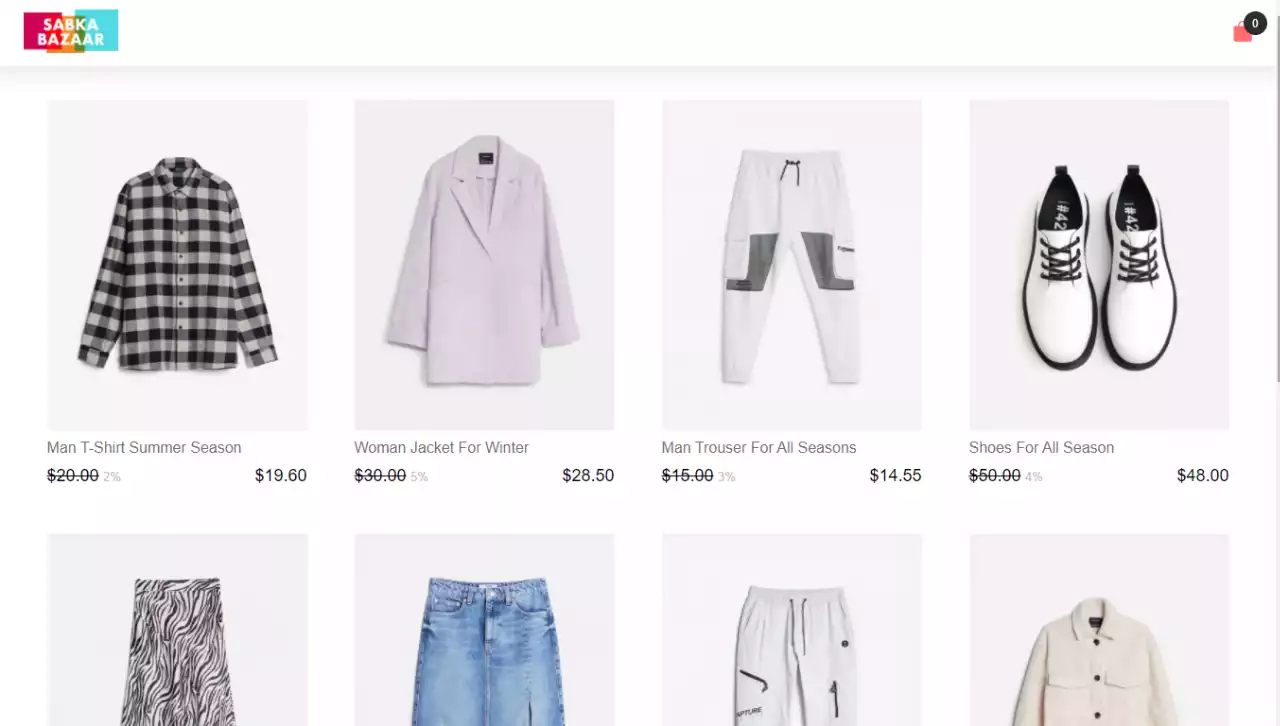 SABKA
BAZAAR
0
#42
#42
Man T-Shirt Summer Season
$20.00 2% $19.60
Woman Jacket For Winter
$30.00 5% $28.50
Man Trouser For All Seasons
$15.00 3% $14.55
Shoes For All Season
$50.00 4% $48.00